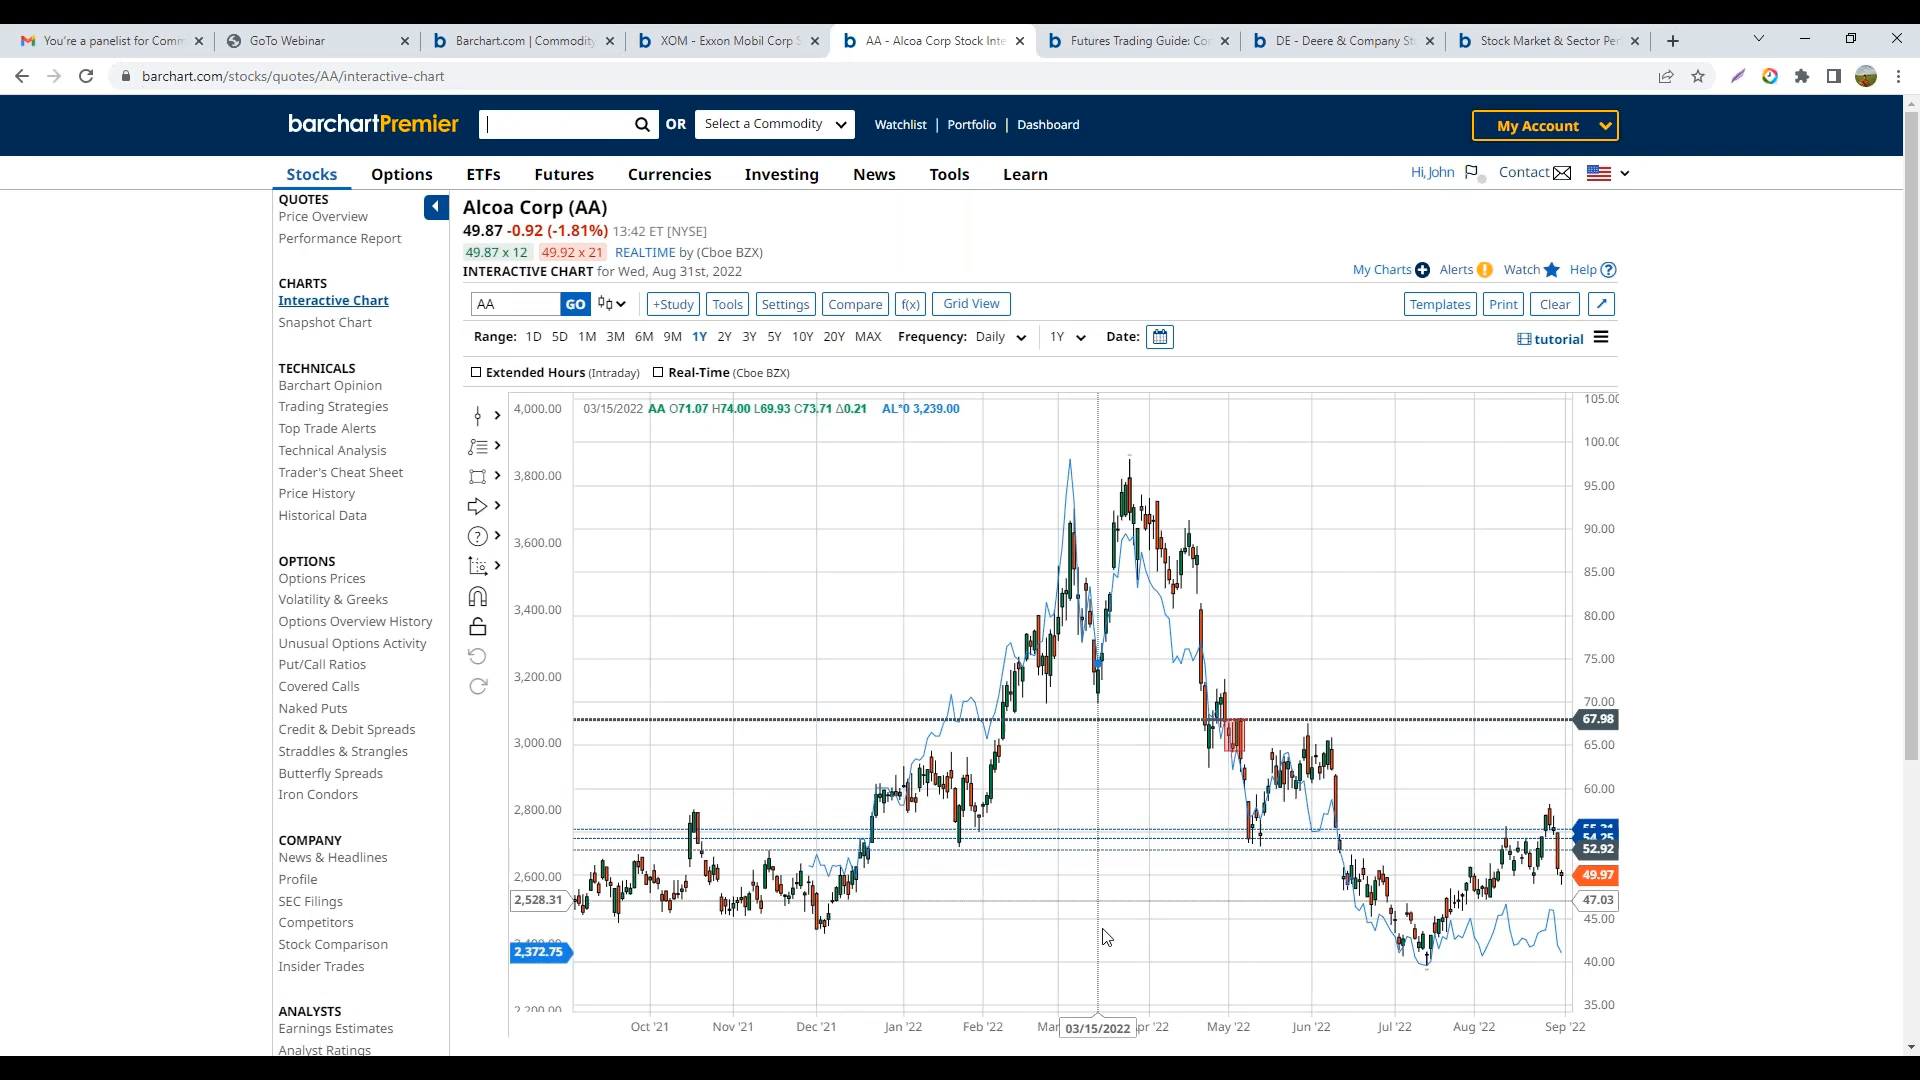 You're a panelist for Comm
GoTo Webinar
Barchart.com | Commodity
XOM - Exxon Mobil Corp S
AA - Alcoa Corp Stock Inte
Futures Trading Guide: Co
DE - Deere & Company St
Stock Market & Sector Per
barchart.com/stocks/quotes/AA/interactive-chart
barchartPremier
OR
Select a Commodity
Watchlist | Portfolio | Dashboard
My Account
Stocks Options ETFs Futures Currencies Investing News Tools Learn
Hi, John
Contact
QUOTES
Price Overview
Performance Report
CHARTS
Interactive Chart
Snapshot Chart
TECHNICALS
Barchart Opinion
Trading Strategies
Top Trade Alerts
Technical Analysis
Trader's Cheat Sheet
Price History
Historical Data
OPTIONS
Options Prices
Volatility & Greeks
Options Overview History
Unusual Options Activity
Put/Call Ratios
Covered Calls
Naked Puts
Credit & Debit Spreads
Straddles & Strangles
Butterfly Spreads
Iron Condors
COMPANY
News & Headlines
Profile
SEC Filings
Competitors
Stock Comparison
Insider Trades
ANALYSTS
Earnings Estimates
Analyst Ratings
Alcoa Corp (AA)
49.87 -0.92 (-1.81%) 13:42 ET [NYSE]
49.87 x 12 49.92 x 21 REALTIME by (Cboe BZX)
INTERACTIVE CHART for Wed, Aug 31st, 2022
My Charts Alerts Watch Help
AA GO +Study Tools Settings Compare f(x) Grid View
Templates Print Clear
Range: 1D 5D 1M 3M 6M 9M 1Y 2Y 3Y 5Y 10Y 20Y MAX Frequency: Daily 1Y Date:
tutorial
Extended Hours (Intraday) Real-Time (Cboe BZX)
03/15/2022 AA O71.07 H74.00 L69.93 C73.71 Δ0.21 AL*0 3,239.00
4,000.00
3,800.00
3,600.00
3,400.00
3,200.00
3,000.00
2,800.00
2,600.00
2,528.31
2,372.75
2,200.00
105.00
100.00
95.00
90.00
85.00
80.00
75.00
70.00
67.98
65.00
60.00
54.25
52.92
49.97
47.03
45.00
40.00
35.00
Oct '21 Nov '21 Dec '21 Jan '22 Feb '22 Mar 03/15/2022 pr '22 May '22 Jun '22 Jul '22 Aug '22 Sep '22